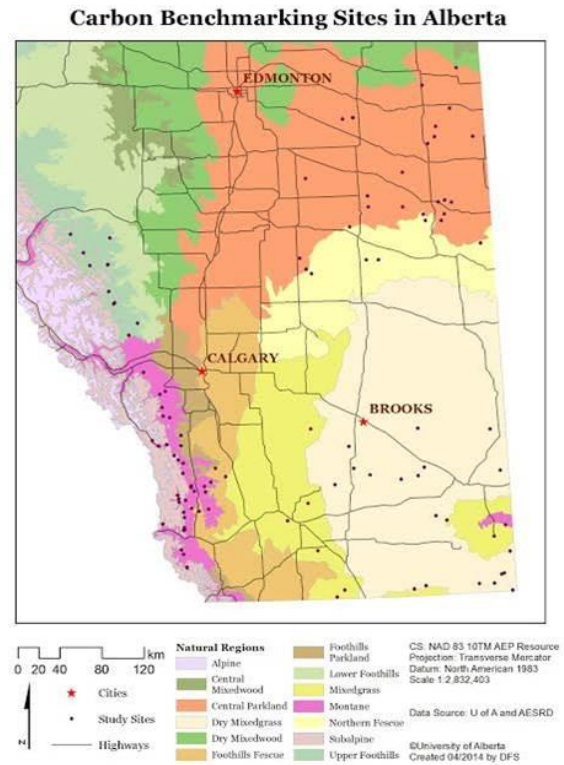 Carbon Benchmarking Sites in Alberta
EDMONTON
CALGARY
BROOKS
0 20 40 80 120 km
Cities
Study Sites
Highways
N
Natural Regions
Alpine
Central
Mixedwood
Central Parkland
Dry Mixedgrass
Dry Mixedwood
Foothills Fescue
Foothills
Parkland
Lower Foothills
Mixedgrass
Montane
Northern Fescue
Subalpine
Upper Foothills
CS: NAD 83 10TM AEP Resource
Projection: Transverse Mercator
Datum: North American 1983
Scale 1:2,832,403
Data Source: U of A and AESRD
©University of Alberta
Created 04/2014 by DFS